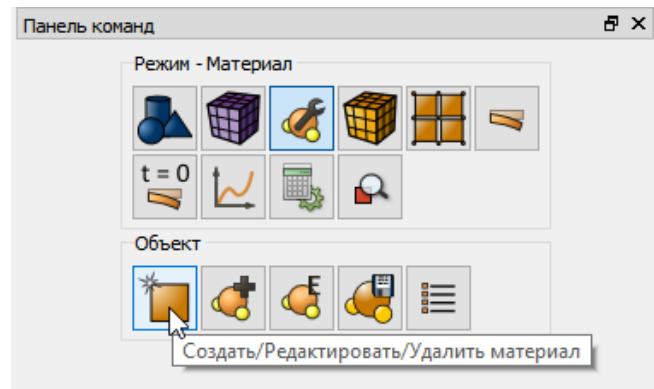 Панель команд
Режим - Материал
t = 0
Объект
E
Создать/Редактировать/Удалить материал